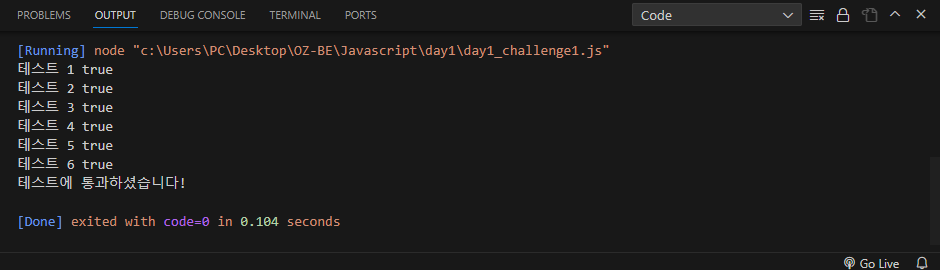 PROBLEMS OUTPUT DEBUG CONSOLE TERMINAL PORTS Code
[Running] node "c:\Users\PC\Desktop\OZ-BE\Javascript\day1\day1_challenge1.js"
테스트 1 true
테스트 2 true
테스트 3 true
테스트 4 true
테스트 5 true
테스트 6 true
테스트에 통과하셨습니다!
[Done] exited with code=0 in 0.104 seconds
Go Live